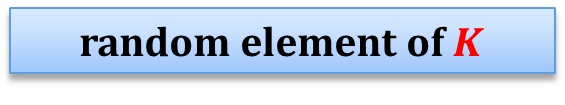 random element of K